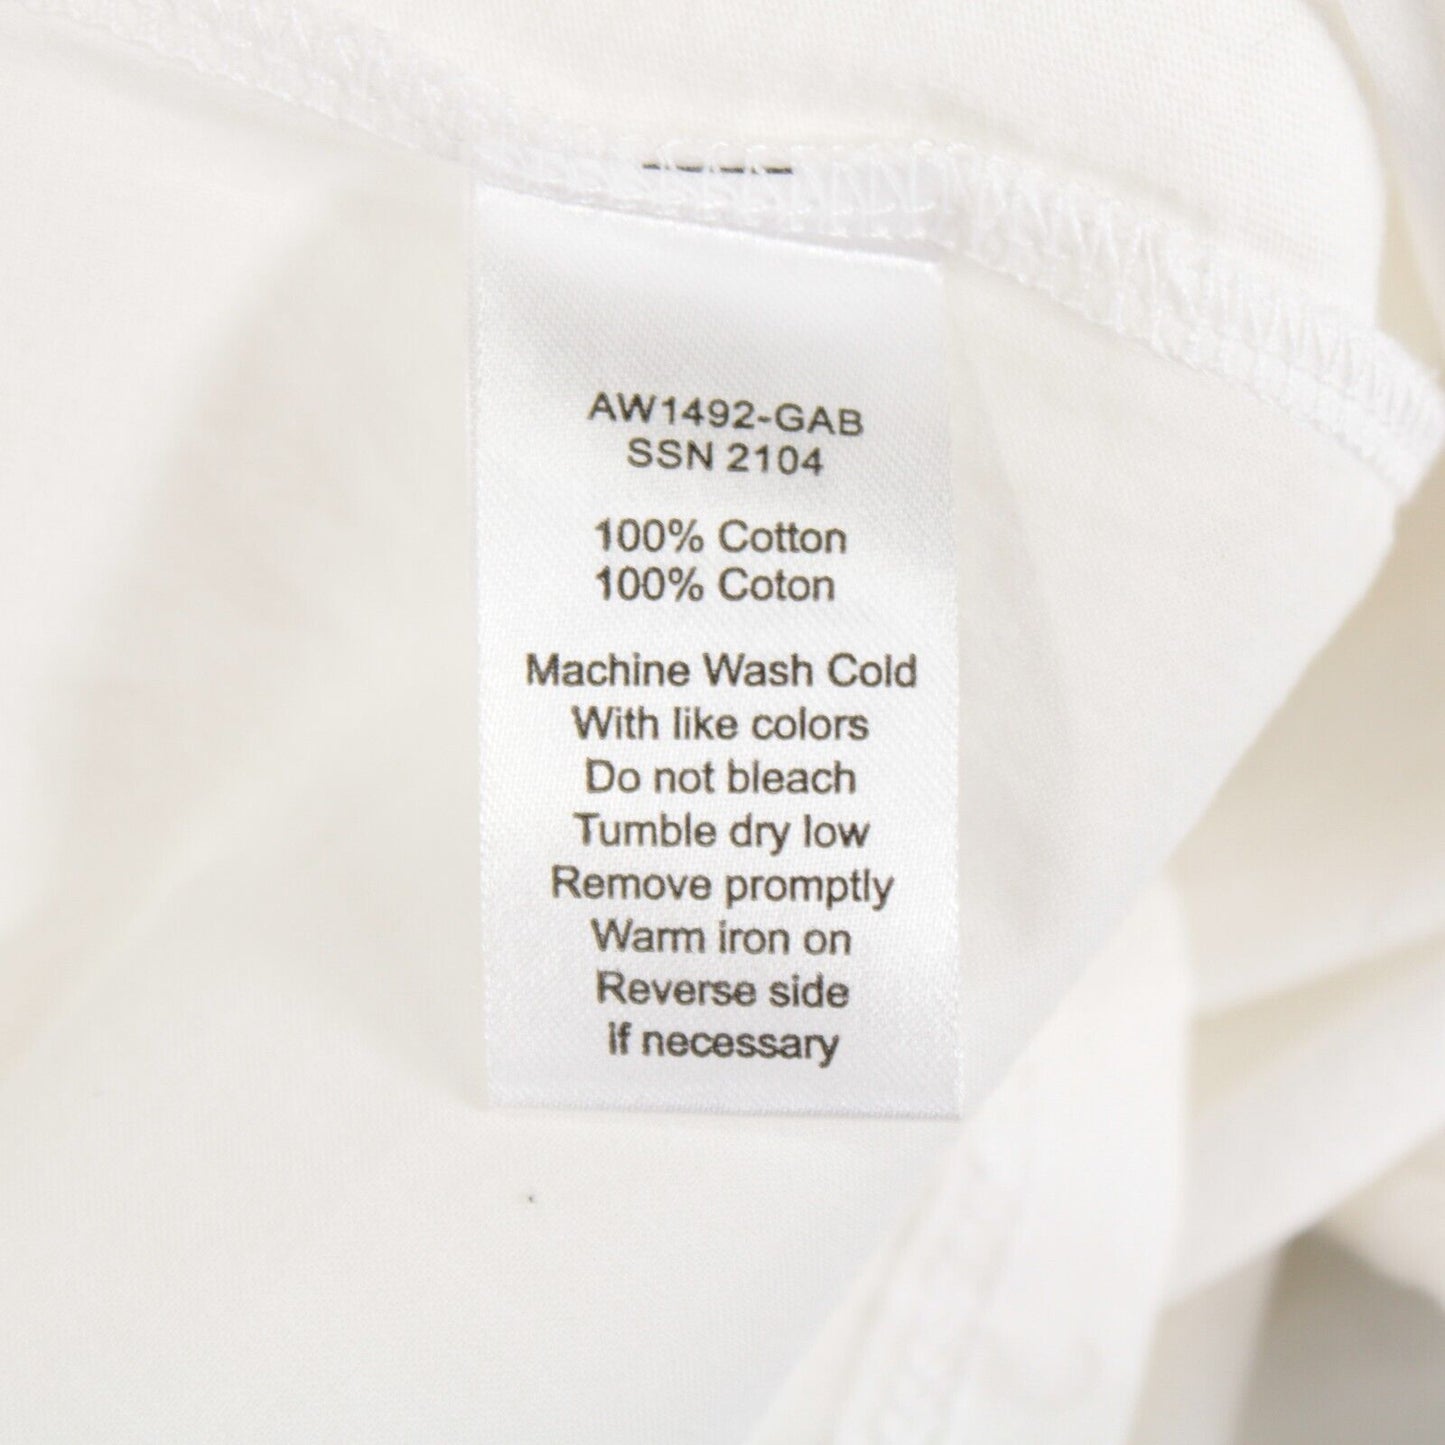 AW1492-GAB
SSN 2104
100% Cotton
100% Coton
Machine Wash Cold
With like colors
Do not bleach
Tumble dry low
Remove promptly
Warm iron on
Reverse side
if necessary